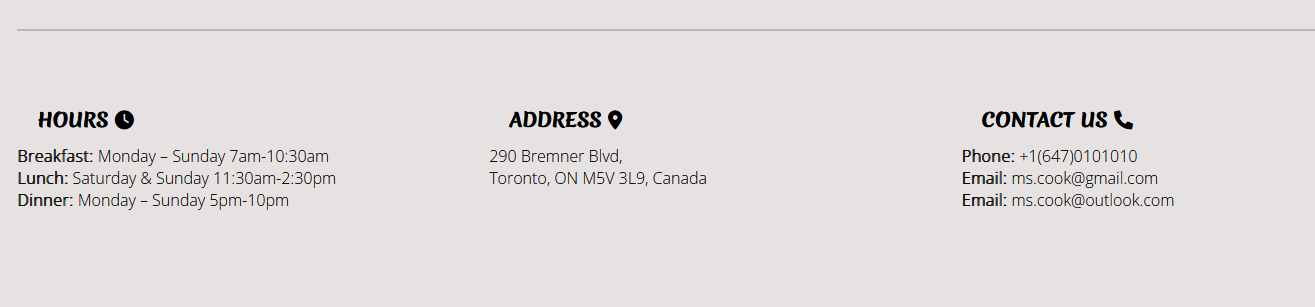 HOURS
Breakfast: Monday – Sunday 7am-10:30am
Lunch: Saturday & Sunday 11:30am-2:30pm
Dinner: Monday – Sunday 5pm-10pm
ADDRESS
290 Bremner Blvd,
Toronto, ON M5V 3L9, Canada
CONTACT US
Phone: +1(647)0101010
Email: ms.cook@gmail.com
Email: ms.cook@outlook.com